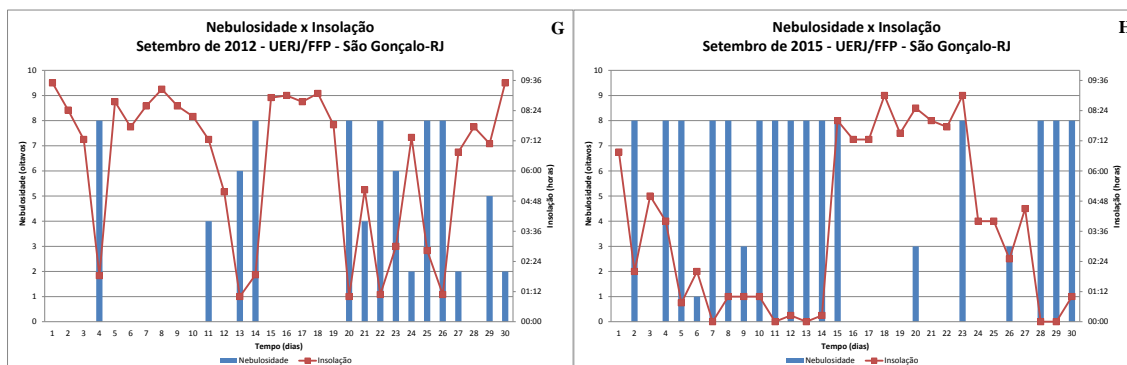 Nebulosidade x Insolação
Setembro de 2012 - UERJ/FFP - São Gonçalo-RJ
G
Nebulosidade (oitavos)
10
9
8
7
6
5
4
3
2
1
0
09:36
08:24
07:12
06:00
04:48
03:36
02:24
01:12
00:00
Insolação (horas)
1 2 3 4 5 6 7 8 9 10 11 12 13 14 15 16 17 18 19 20 21 22 23 24 25 26 27 28 29 30
Tempo (dias)
Nebulosidade Insolação
Nebulosidade x Insolação
Setembro de 2015 - UERJ/FFP - São Gonçalo-RJ
H
Nebulosidade (oitavos)
10
9
8
7
6
5
4
3
2
1
0
09:36
08:24
07:12
06:00
04:48
03:36
02:24
01:12
00:00
Insolação (horas)
1 2 3 4 5 6 7 8 9 10 11 12 13 14 15 16 17 18 19 20 21 22 23 24 25 26 27 28 29 30
Tempo (dias)
Nebulosidade Insolação